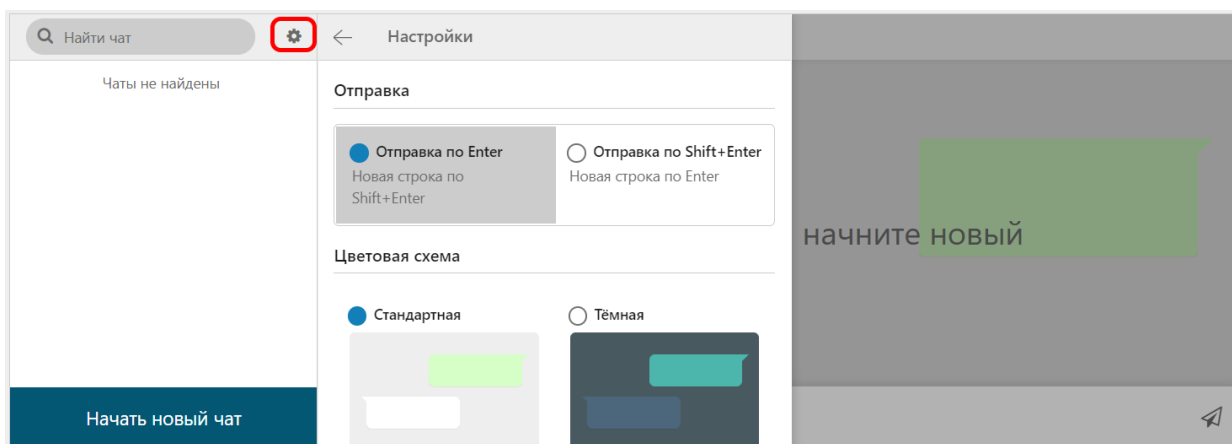 Найти чат
Чаты не найдены
Начать новый чат
Настройки
Отправка
Отправка по Enter
Новая строка по
Shift+Enter
Отправка по Shift+Enter
Новая строка по Enter
Цветовая схема
Стандартная
Тёмная
начните новый